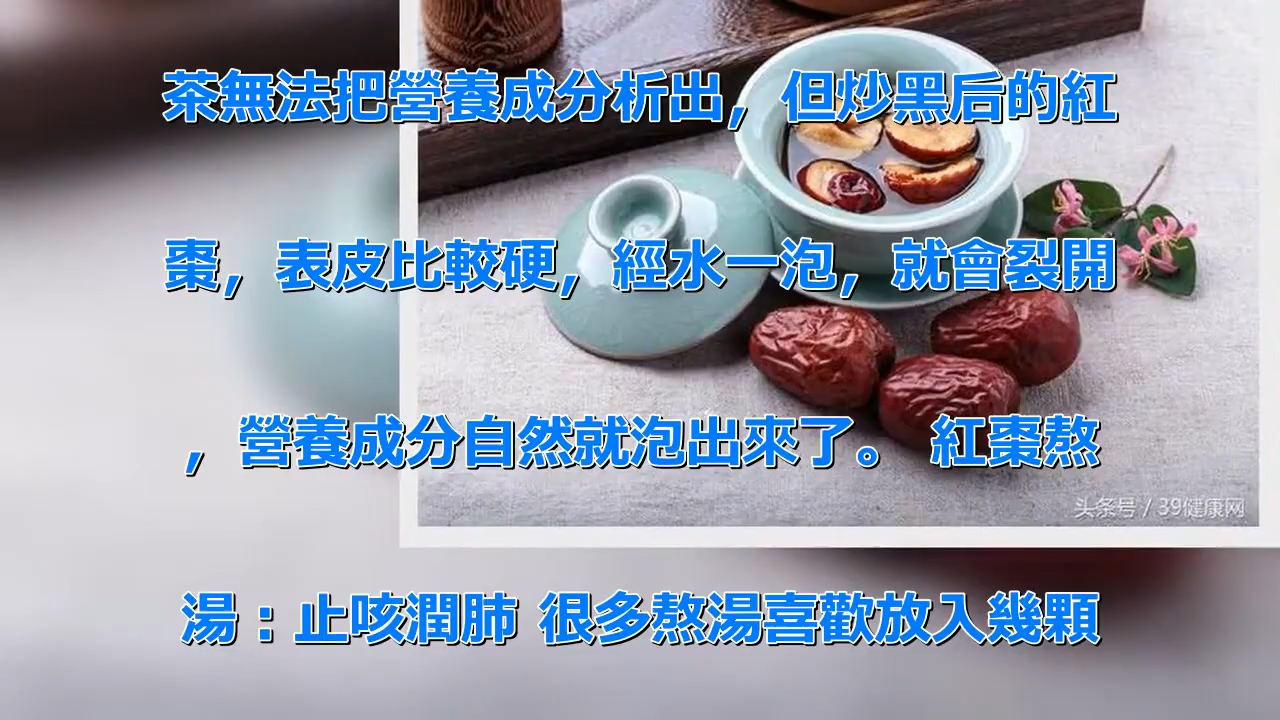 茶無法把營養成分析出，但炒黑后的紅
棗，表皮比較硬，經水一泡，就會裂開
，營養成分自然就泡出來了。 紅棗熬
头条号 / 39健康网
湯：止咳潤肺 很多熬湯喜歡放入幾顆